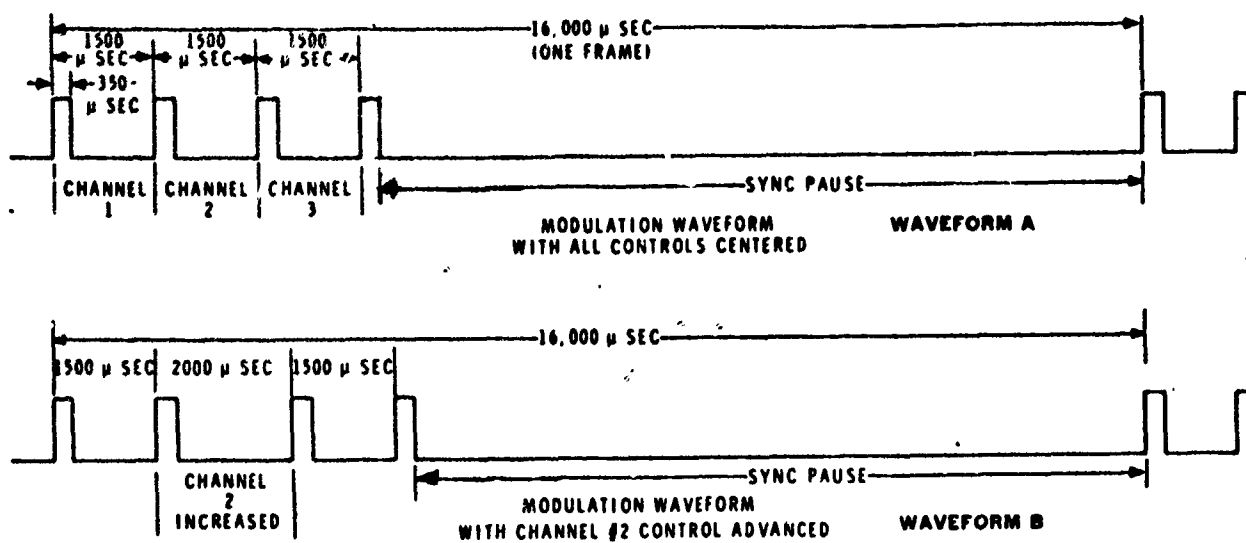 16,000 μ SEC
(ONE FRAME)
1500 μ SEC
1500 μ SEC
1500 μ SEC
350 μ SEC
CHANNEL 1
CHANNEL 2
CHANNEL 3
SYNC PAUSE
MODULATION WAVEFORM
WITH ALL CONTROLS CENTERED
WAVEFORM A
16,000 μ SEC
1500 μ SEC
2000 μ SEC
1500 μ SEC
CHANNEL
2
INCREASED
SYNC PAUSE
MODULATION WAVEFORM
WITH CHANNEL #2 CONTROL ADVANCED
WAVEFORM B